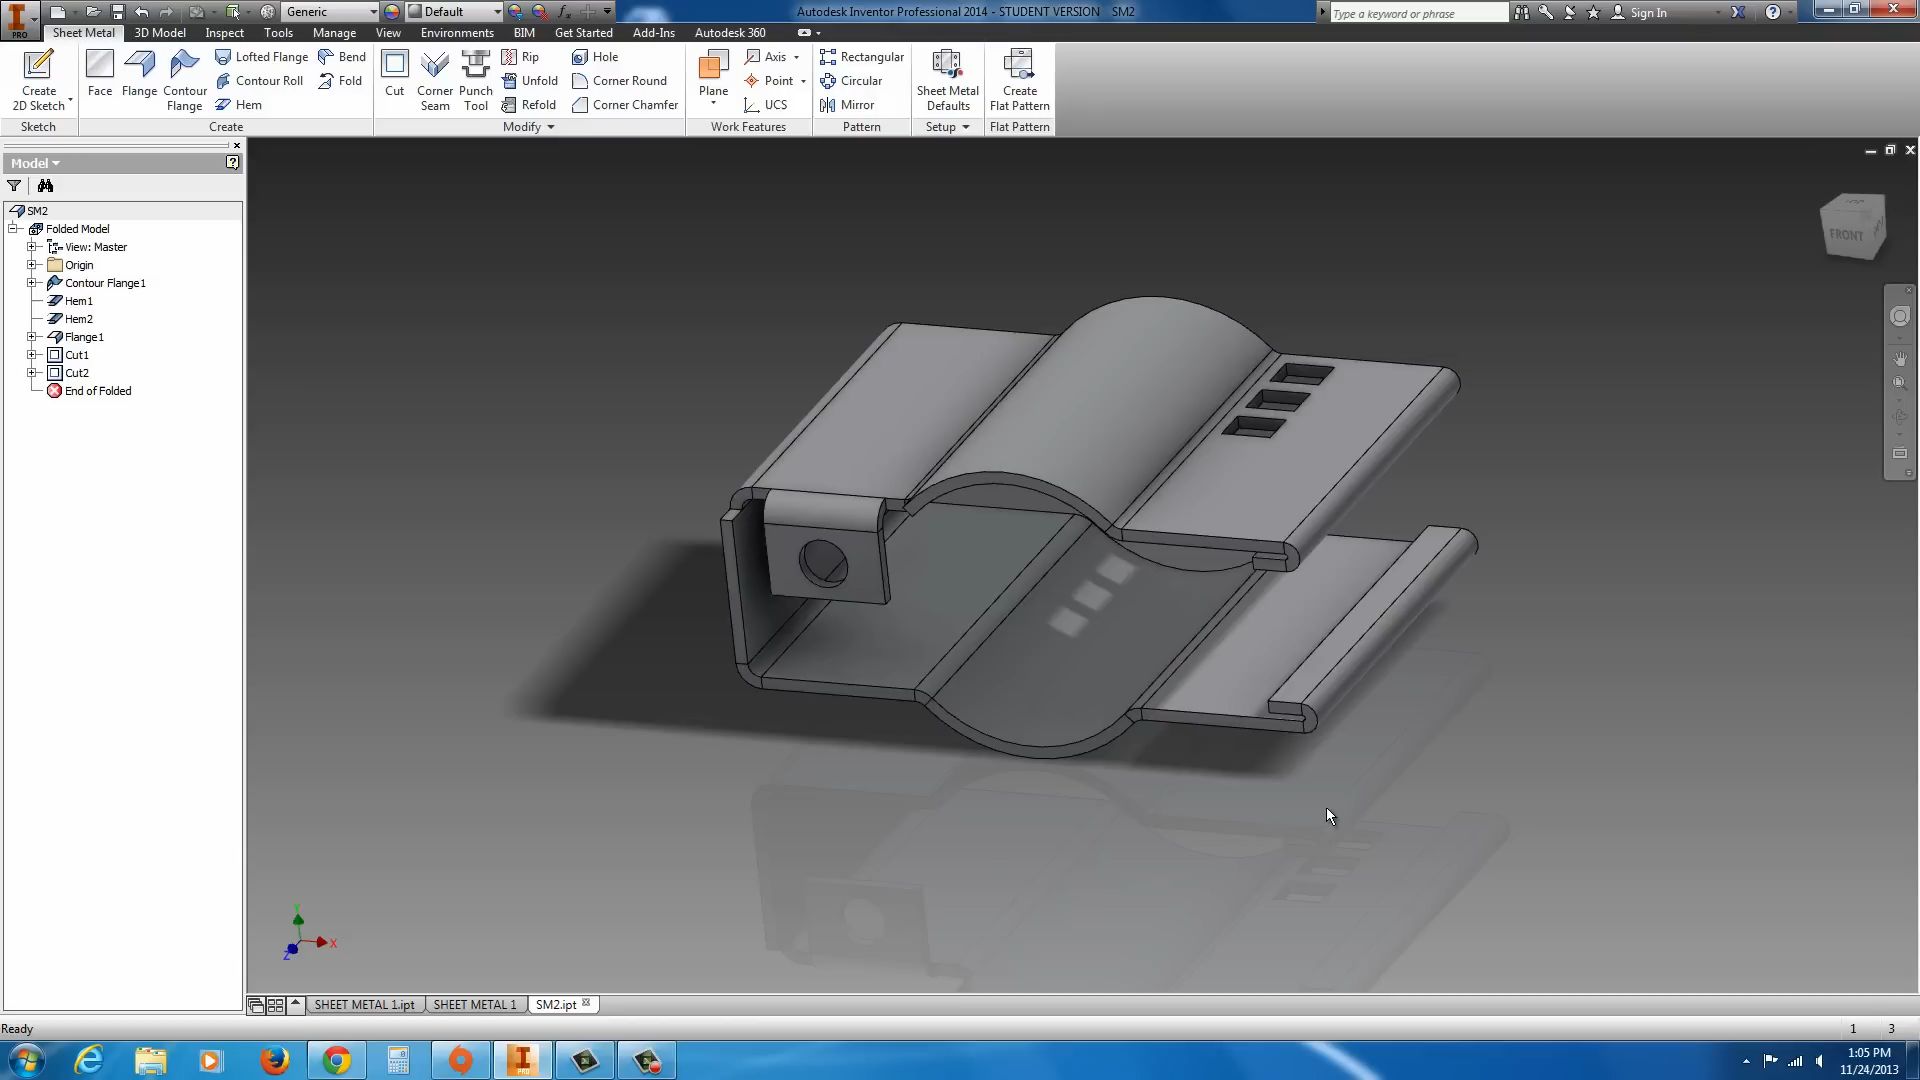 PRO
Generic
Default
Autodesk Inventor Professional 2014 - STUDENT VERSION SM2
Type a keyword or phrase
Sign In
Sheet Metal 3D Model Inspect Tools Manage View Environments BIM Get Started Add-Ins Autodesk 360
Create 2D Sketch
Face
Flange
Contour Flange
Lofted Flange
Contour Roll
Hem
Bend
Fold
Cut
Corner Seam
Punch Tool
Rip
Unfold
Refold
Hole
Corner Round
Corner Chamfer
Plane
Axis
Point
UCS
Rectangular
Circular
Mirror
Sheet Metal Defaults
Create Flat Pattern
Sketch Create Modify Work Features Pattern Setup Flat Pattern
Model
SM2
Folded Model
View: Master
Origin
Contour Flange1
Hem1
Hem2
Flange1
Cut1
Cut2
End of Folded
FRONT
Y
X
Z
SHEET METAL 1.ipt SHEET METAL 1 SM2.ipt
Ready
1 3
PRO
1:05 PM
11/24/2013